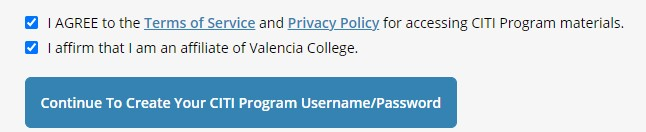 I AGREE to the Terms of Service and Privacy Policy for accessing CITI Program materials.
I affirm that I am an affiliate of Valencia College.
Continue To Create Your CITI Program Username/Password